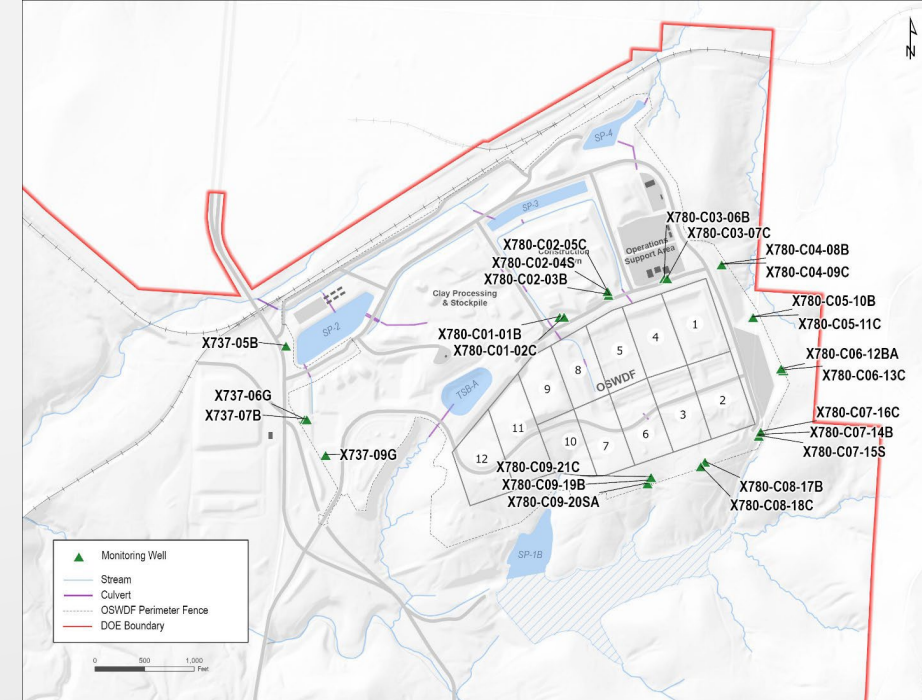 N
SP-4
SP-3
X780-C03-06B
X780-C03-07C
X780-C02-05C
Construction
X780-C02-04S
X780-C02-03B
Operations
Support Area
X780-C04-08B
X780-C04-09C
Clay Processing
& Stockpile
X780-C05-10B
X780-C05-11C
SP-2
X780-C01-01B
X780-C01-02C
X737-05B
1
4
5
8
9
OSWDF
X780-C06-12BA
X780-C06-13C
TSB-A
X737-06G
X737-07B
2
3
6
7
10
11
12
X780-C07-16C
X780-C07-14B
X780-C07-15S
X737-09G
X780-C09-21C
X780-C09-19B
X780-C09-20SA
X780-C08-17B
X780-C08-18C
SP-1B
Monitoring Well
Stream
Culvert
OSWDF Perimeter Fence
DOE Boundary
0 500 1,000
Feet